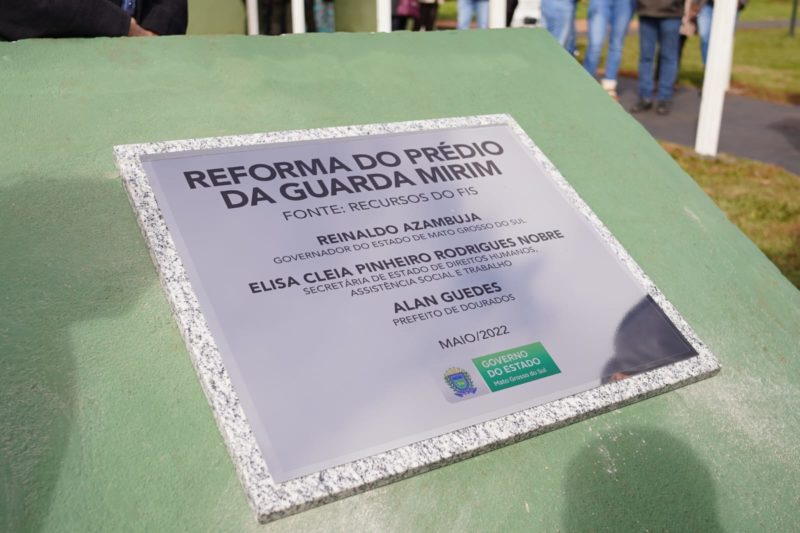 REFORMA DO PRÉDIO
DA GUARDA MIRIM
FONTE: RECURSOS DO FIS
REINALDO AZAMBUJA
GOVERNADOR DO ESTADO DE MATO GROSSO DO SUL
ELISA CLEIA PINHEIRO RODRIGUES NOBRE
SECRETÁRIA DE ESTADO DE DIREITOS HUMANOS,
ASSISTÊNCIA SOCIAL E TRABALHO
ALAN GUEDES
PREFEITO DE DOURADOS
MAIO/2022
GOVERNO
DO ESTADO
Mato Grosso do Sul